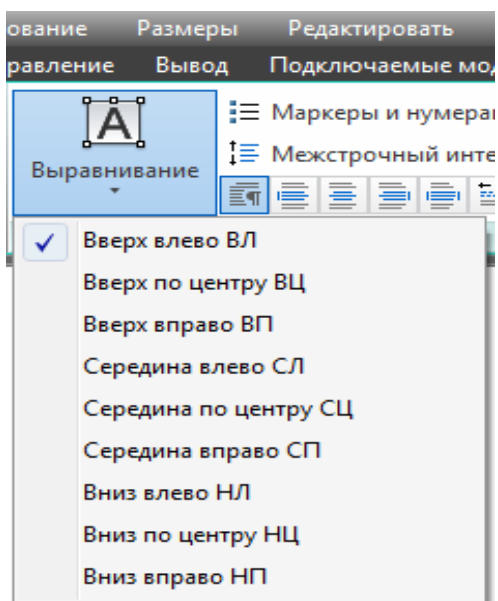 ование Размеры Редактировать
равление Вывод Подключаемые мод
A
Маркеры и нумера
Межстрочный инте
Выравнивание
Вверх влево ВЛ
Вверх по центру ВЦ
Вверх вправо ВП
Середина влево СЛ
Середина по центру СЦ
Середина вправо СП
Вниз влево НЛ
Вниз по центру НЦ
Вниз вправо НП